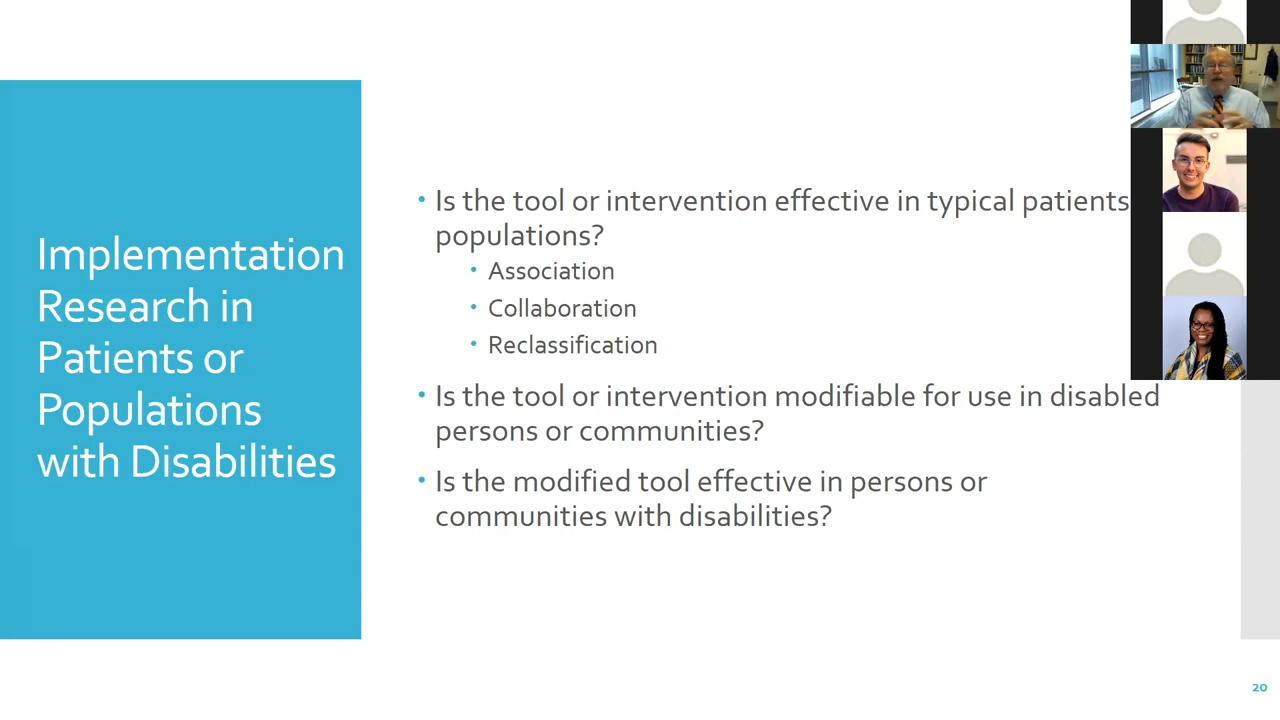 Implementation
Research in
Patients or
Populations
with Disabilities
• Is the tool or intervention effective in typical patients
populations?
• Association
• Collaboration
• Reclassification
• Is the tool or intervention modifiable for use in disabled
persons or communities?
• Is the modified tool effective in persons or
communities with disabilities?
20